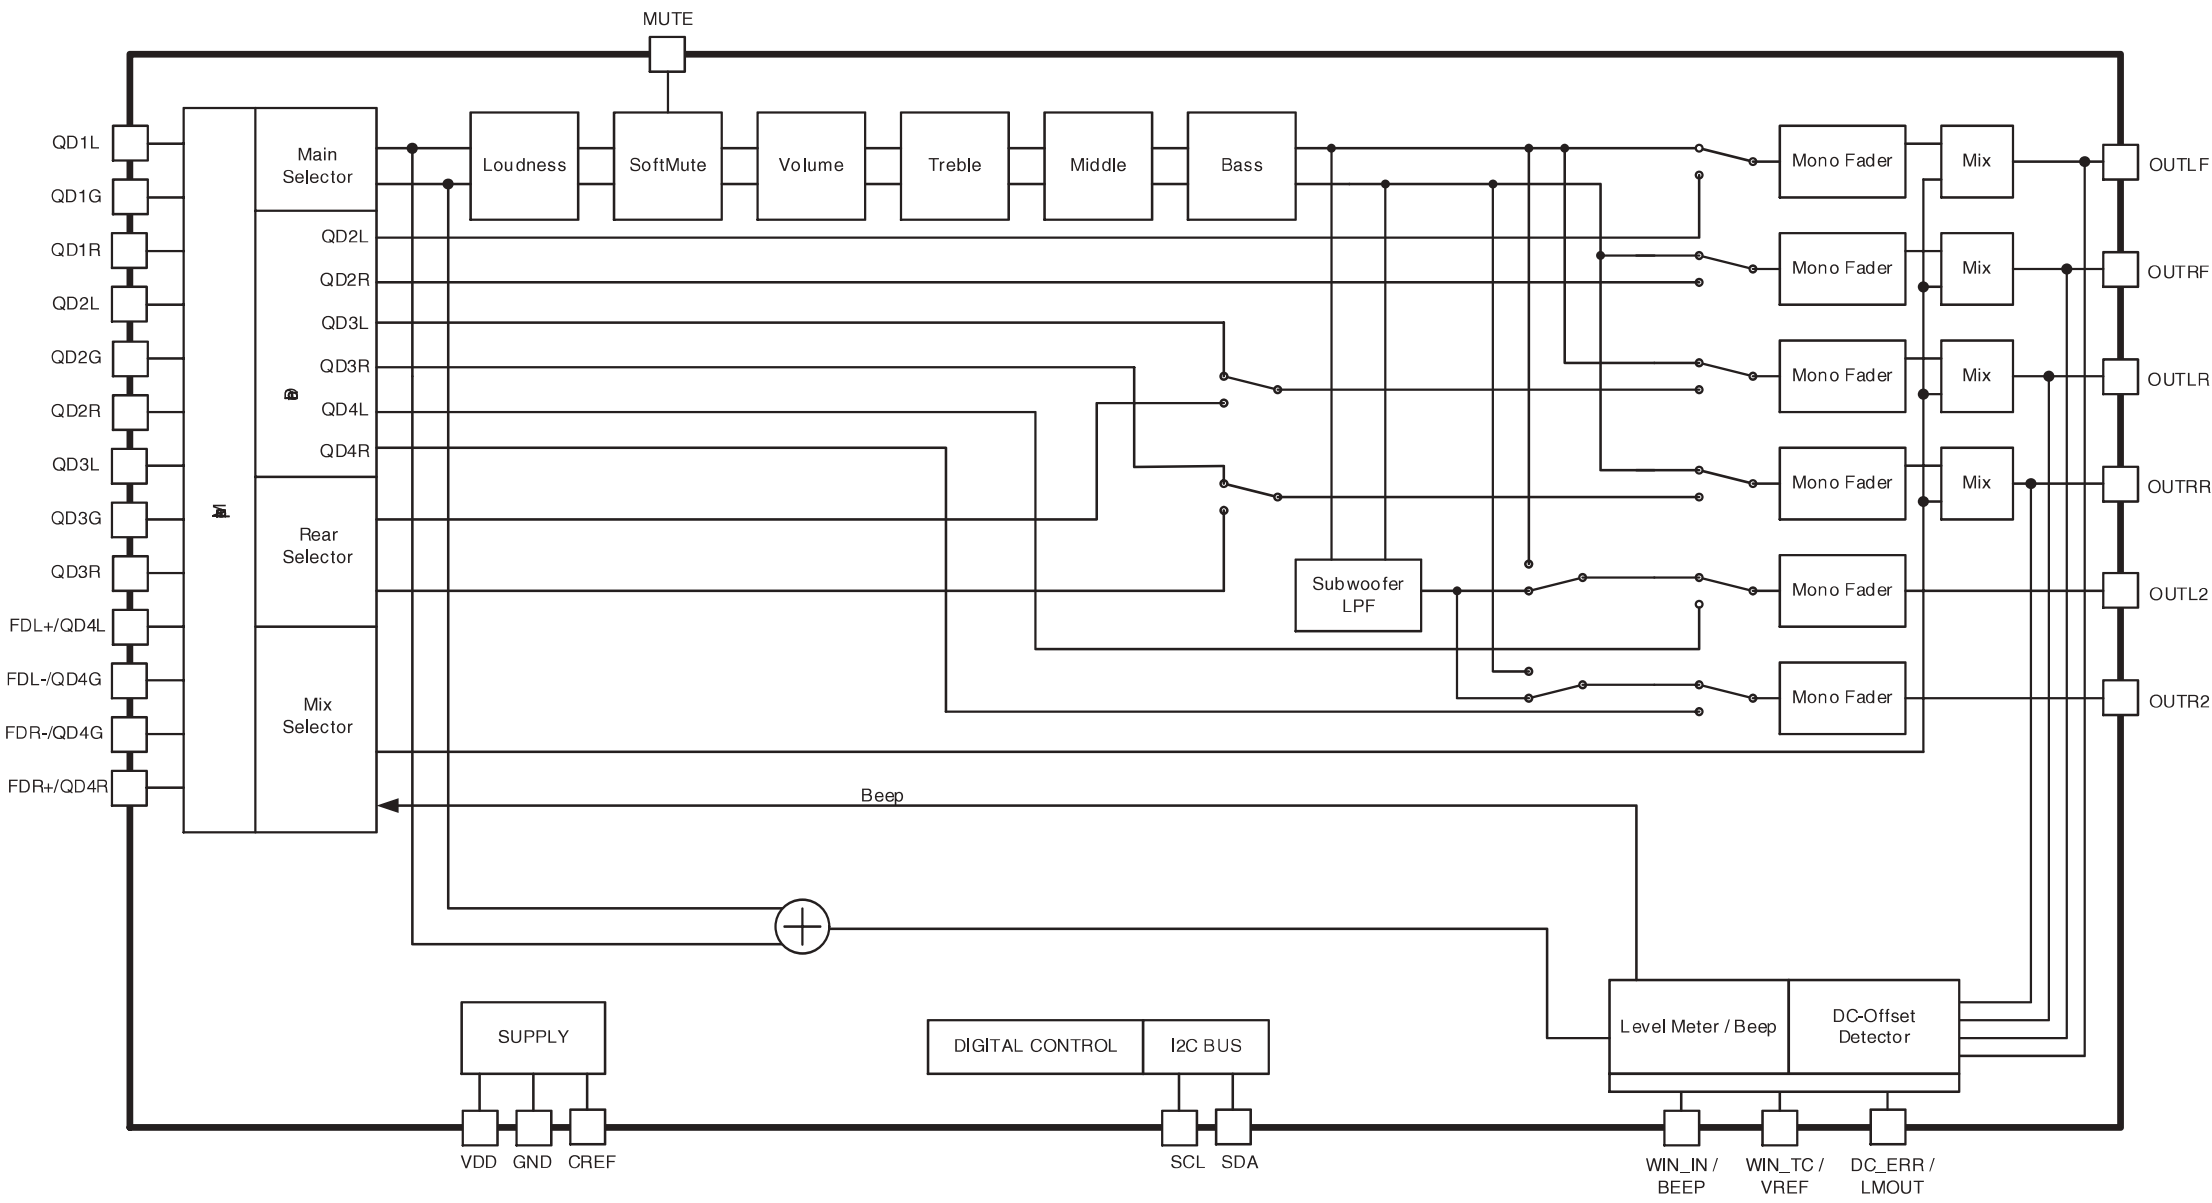 MUTE
QD1L
QD1G
QD1R
QD2L
QD2G
QD2R
QD3L
QD3G
QD3R
FDL+/QD4L
FDL-/QD4G
FDR-/QD4G
FDR+/QD4R
Main
Selector
QD2L
QD2R
QD3L
QD3R
QD4L
QD4R
Rear
Selector
Mix
Selector
Loudness
SoftMute
Volume
Treble
Middle
Bass
Subwoofer
LPF
Mono Fader
Mix
OUTLF
Mono Fader
Mix
OUTRF
Mono Fader
Mix
OUTLR
Mono Fader
Mix
OUTRR
Mono Fader
OUTL2
Mono Fader
OUTR2
Beep
SUPPLY
VDD
GND
CREF
DIGITAL CONTROL
I2C BUS
SCL
SDA
Level Meter / Beep
DC-Offset
Detector
WIN_IN /
BEEP
WIN_TC /
VREF
DC_ERR /
LMOUT